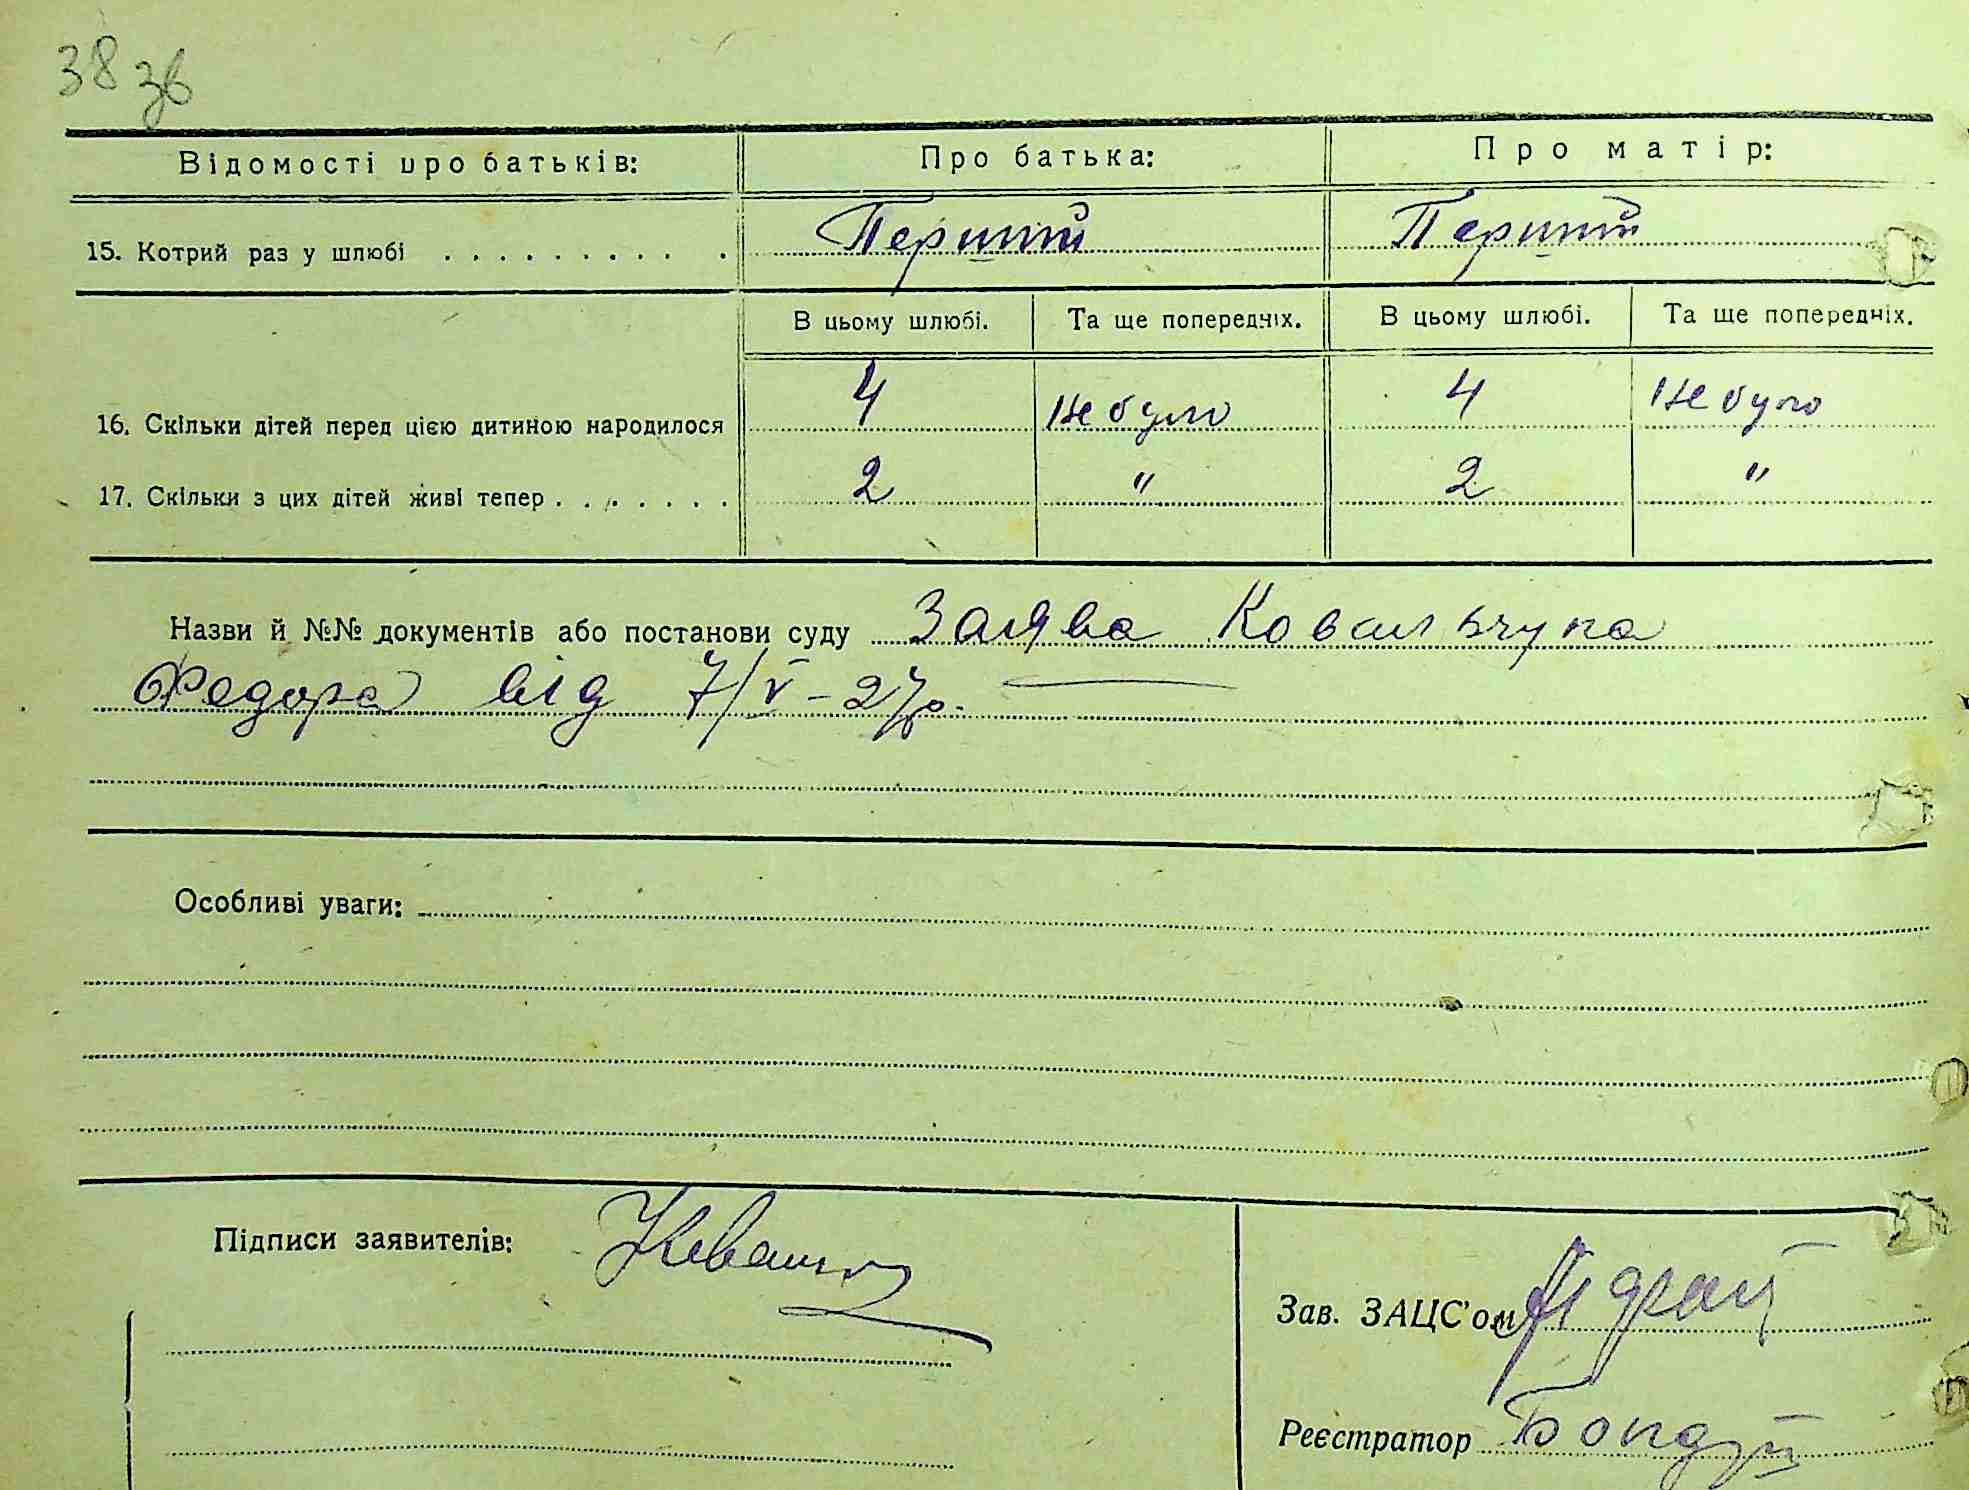 38 зв
Відомості про батьків: Про батька: Про матір:
15. Котрий раз у шлюбі . . . . . . . . . . Перший Перший
В цьому шлюбі. Та ще попередніх. В цьому шлюбі. Та ще попередніх.
16. Скільки дітей перед цією дитиною народилося 4 Не було 4 Не було
17. Скільки з цих дітей живі тепер . . . . . . . 2 " 2 "
Назви й №№ документів або постанови суду Заява Ковальчука
Федора від 7/V – 27р.
Особливі уваги:
Підписи заявителів:
Зав. ЗАЦС'ом
Реєстратор